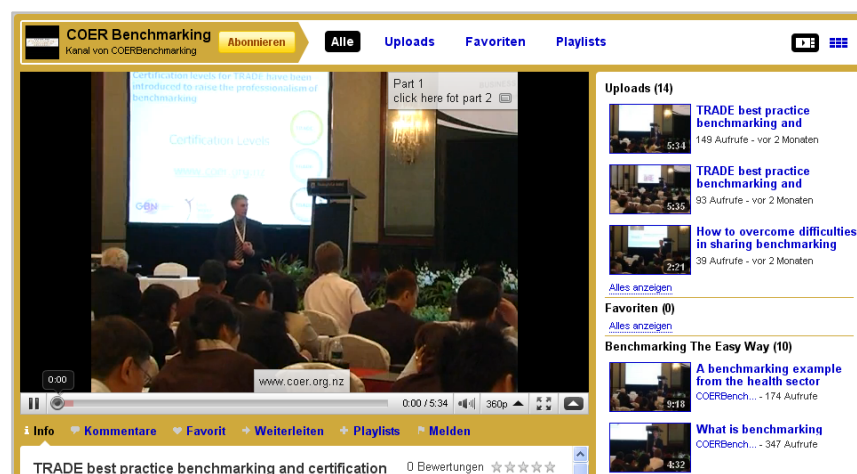 COER Benchmarking
Kanal von COERBenchmarking
Abonnieren
Alle
Uploads
Favoriten
Playlists
Certification levels for TRADE have been
introduced to raise the professionalism of
benchmarking
Certification Levels
www.coer.org.nz
Part 1
click here fot part 2
www.coer.org.nz
0:00
0:00 / 5:34
360p
Info
Kommentare
Favorit
Weiterleiten
Playlists
Melden
TRADE best practice benchmarking and certification
0 Bewertungen
Uploads (14)
5:34
TRADE best practice
benchmarking and
149 Aufrufe - vor 2 Monaten
5:35
TRADE best practice
benchmarking and
93 Aufrufe - vor 2 Monaten
2:21
How to overcome difficulties
in sharing benchmarking
39 Aufrufe - vor 2 Monaten
Alles anzeigen
Favoriten (0)
Alles anzeigen
Benchmarking The Easy Way (10)
9:18
A benchmarking example
from the health sector
COERBench... - 174 Aufrufe
4:32
What is benchmarking
COERBench... - 347 Aufrufe